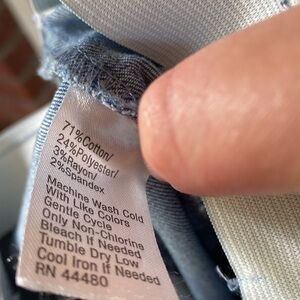 71%Cotton/
24%Polyester/
3%Rayon/
2%Spandex
Machine Wash Cold
With Like Colors
Gentle Cycle
Only Non-Chlorine
Bleach If Needed
Tumble Dry Low
Cool Iron If Needed
RN 44480